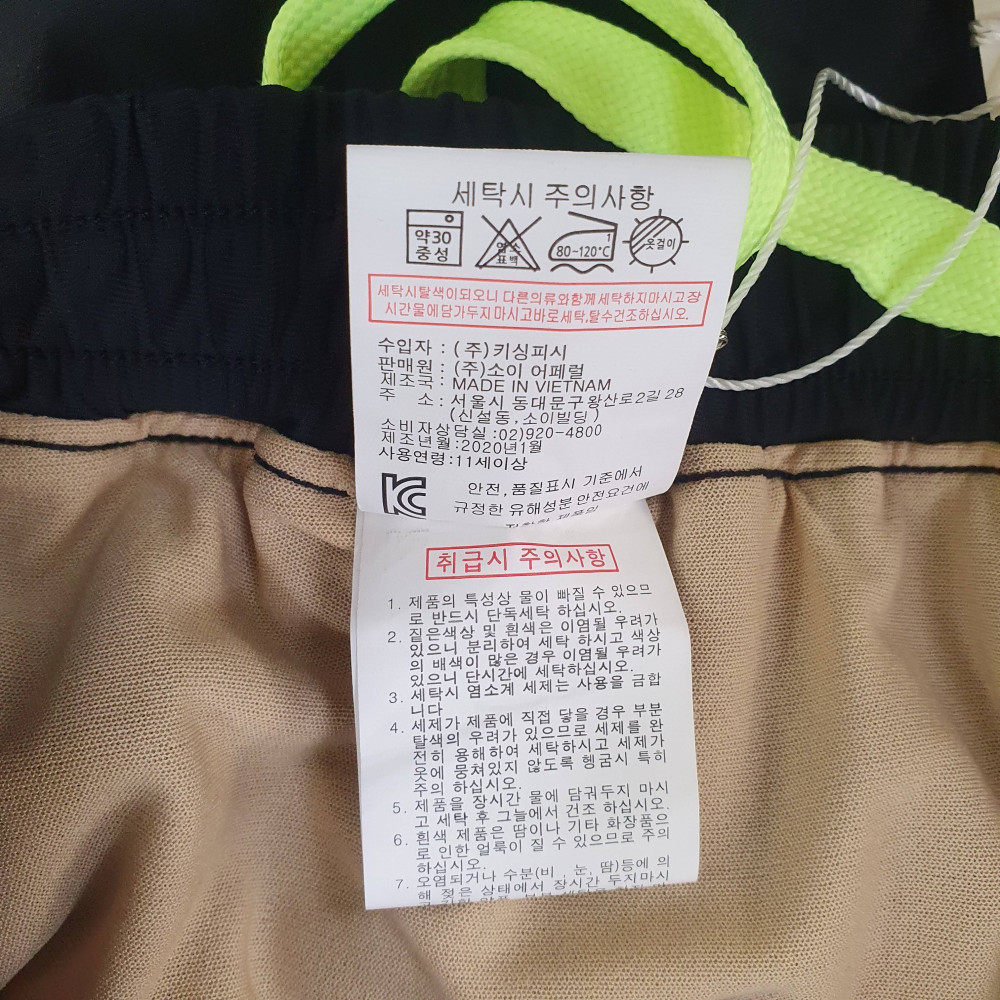 세탁시 주의사항
약30
중성
염소
표백
1
80~120°C
옷걸이
세탁시탈색이되오니 다른의류와함께세탁하지마시고장
시간물에담가두지마시고바로세탁,탈수건조하십시오.
수입자 : (주)키싱피시
판매원 : (주)소이 어페럴
제조국 : MADE IN VIETNAM
주 소 : 서울시 동대문구 왕산로2길 28
(신설동,소이빌딩)
소비자상담실 :02)920-4800
제조년월:2020년1월
사용연령:11세이상
안전,품질표시 기준에서
규정한 유해성분 안전요건에
취급시 주의사항
1. 제품의 특성상 물이 빠질 수 있으므
로 반드시 단독세탁 하십시오.
2. 짙은색상 및 흰색은 이염될 우려가
있으니 분리하여 세탁 하시고 색상
의 배색이 많은 경우 이염될 우려가
있으니 단시간에 세탁하십시오.
3. 세탁시 염소계 세제는 사용을 금합
니다
4. 세제가 제품에 직접 닿을 경우 부분
탈색의 우려가 있으므로 세제를 완
전히 용해하여 세탁하시고 세제가
옷에 뭉쳐있지 않도록 헹굼시 특히
주의 하십시오.
5. 제품을 장시간 물에 담궈두지 마시
고 세탁 후 그늘에서 건조 하십시오.
6. 흰색 제품은 땀이나 기타 화장품으
로 인한 얼룩이 질 수 있으므로 주의
하십시오.
7. 오염되거나 수분(비 , 눈, 땀)등에 의
해 젖은 상태에서 장시간 두지마시